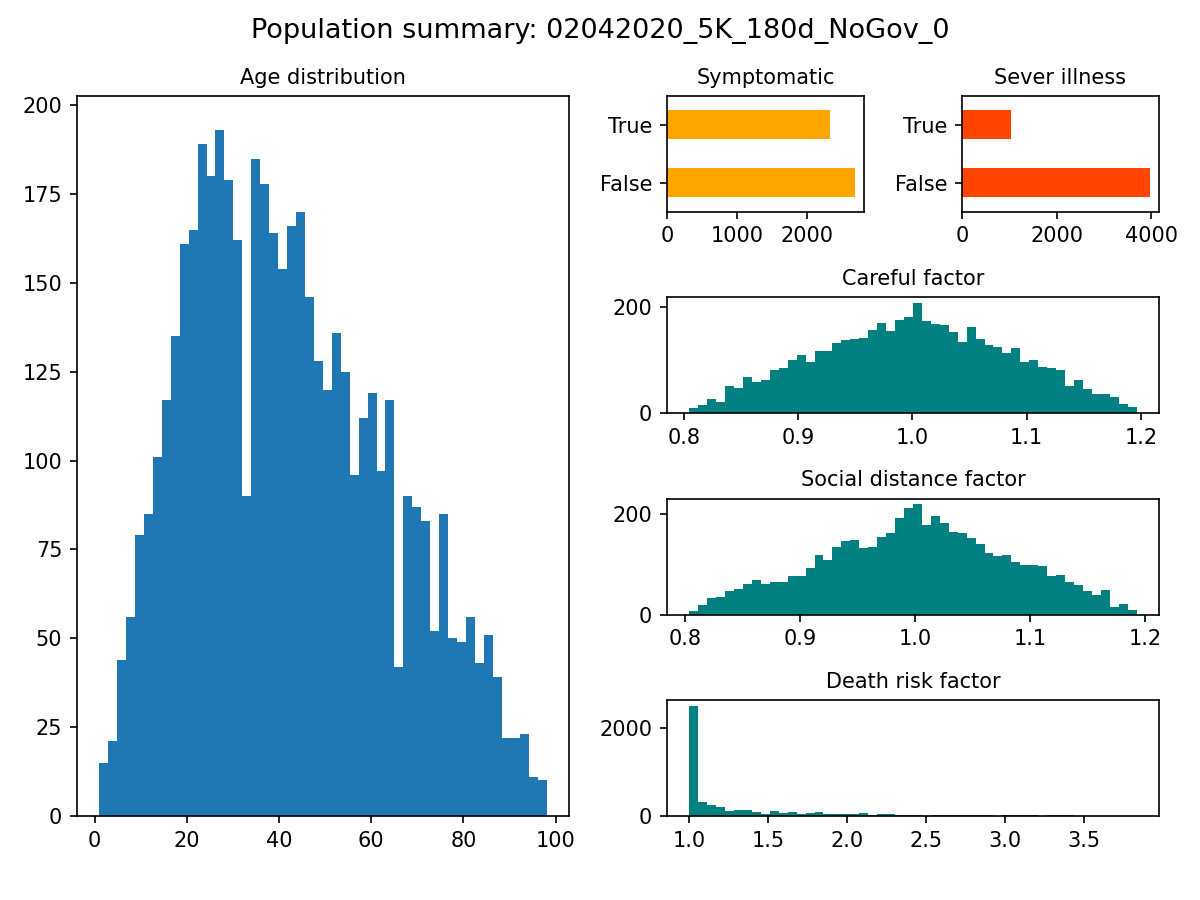 Population summary: 02042020_5K_180d_NoGov_0
Age distribution
200
175
150
125
100
75
50
25
0
0 20 40 60 80 100
Symptomatic
True
False
0 1000 2000
Sever illness
True
False
0 2000 4000
Careful factor
200
0
0.8 0.9 1.0 1.1 1.2
Social distance factor
200
0
0.8 0.9 1.0 1.1 1.2
Death risk factor
2000
0
1.0 1.5 2.0 2.5 3.0 3.5